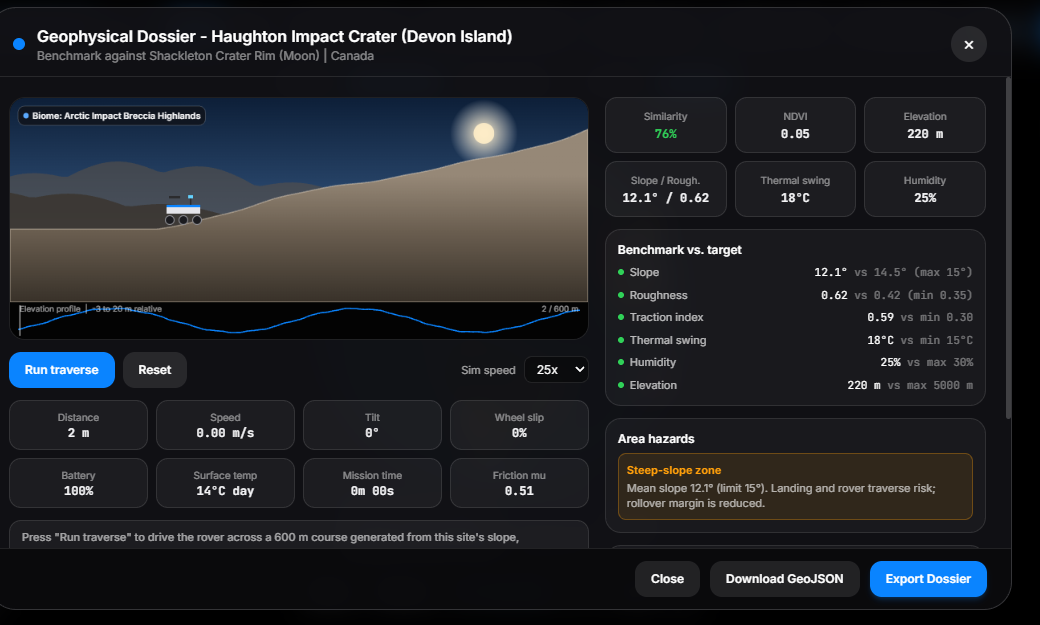 Geophysical Dossier - Haughton Impact Crater (Devon Island)
Benchmark against Shackleton Crater Rim (Moon) | Canada
Biome: Arctic Impact Breccia Highlands
Elevation profile | -3 to 20 m relative
2 / 600 m
Run traverse
Reset
Sim speed
25x
Distance
2 m
Speed
0.00 m/s
Tilt
0°
Wheel slip
0%
Battery
100%
Surface temp
14°C day
Mission time
0m 00s
Friction mu
0.51
Press "Run traverse" to drive the rover across a 600 m course generated from this site's slope,
Similarity
76%
NDVI
0.05
Elevation
220 m
Slope / Rough.
12.1° / 0.62
Thermal swing
18°C
Humidity
25%
Benchmark vs. target
Slope 12.1° vs 14.5° (max 15°)
Roughness 0.62 vs 0.42 (min 0.35)
Traction index 0.59 vs min 0.30
Thermal swing 18°C vs min 15°C
Humidity 25% vs max 30%
Elevation 220 m vs max 5000 m
Area hazards
Steep-slope zone
Mean slope 12.1° (limit 15°). Landing and rover traverse risk;
rollover margin is reduced.
Close
Download GeoJSON
Export Dossier